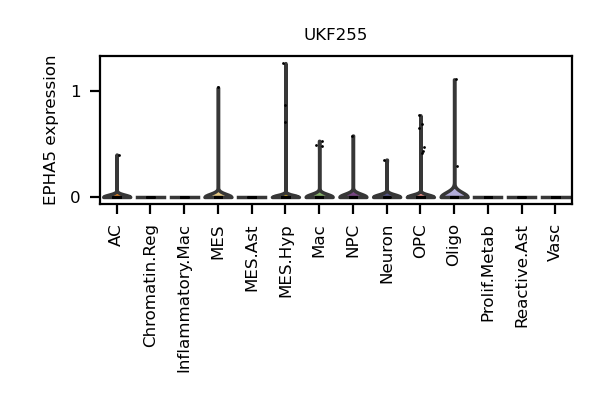 UKF255
EPHA5 expression
1
0
AC
Chromatin.Reg
Inflammatory.Mac
MES
MES.Ast
MES.Hyp
Mac
NPC
Neuron
OPC
Oligo
Prolif.Metab
Reactive.Ast
Vasc